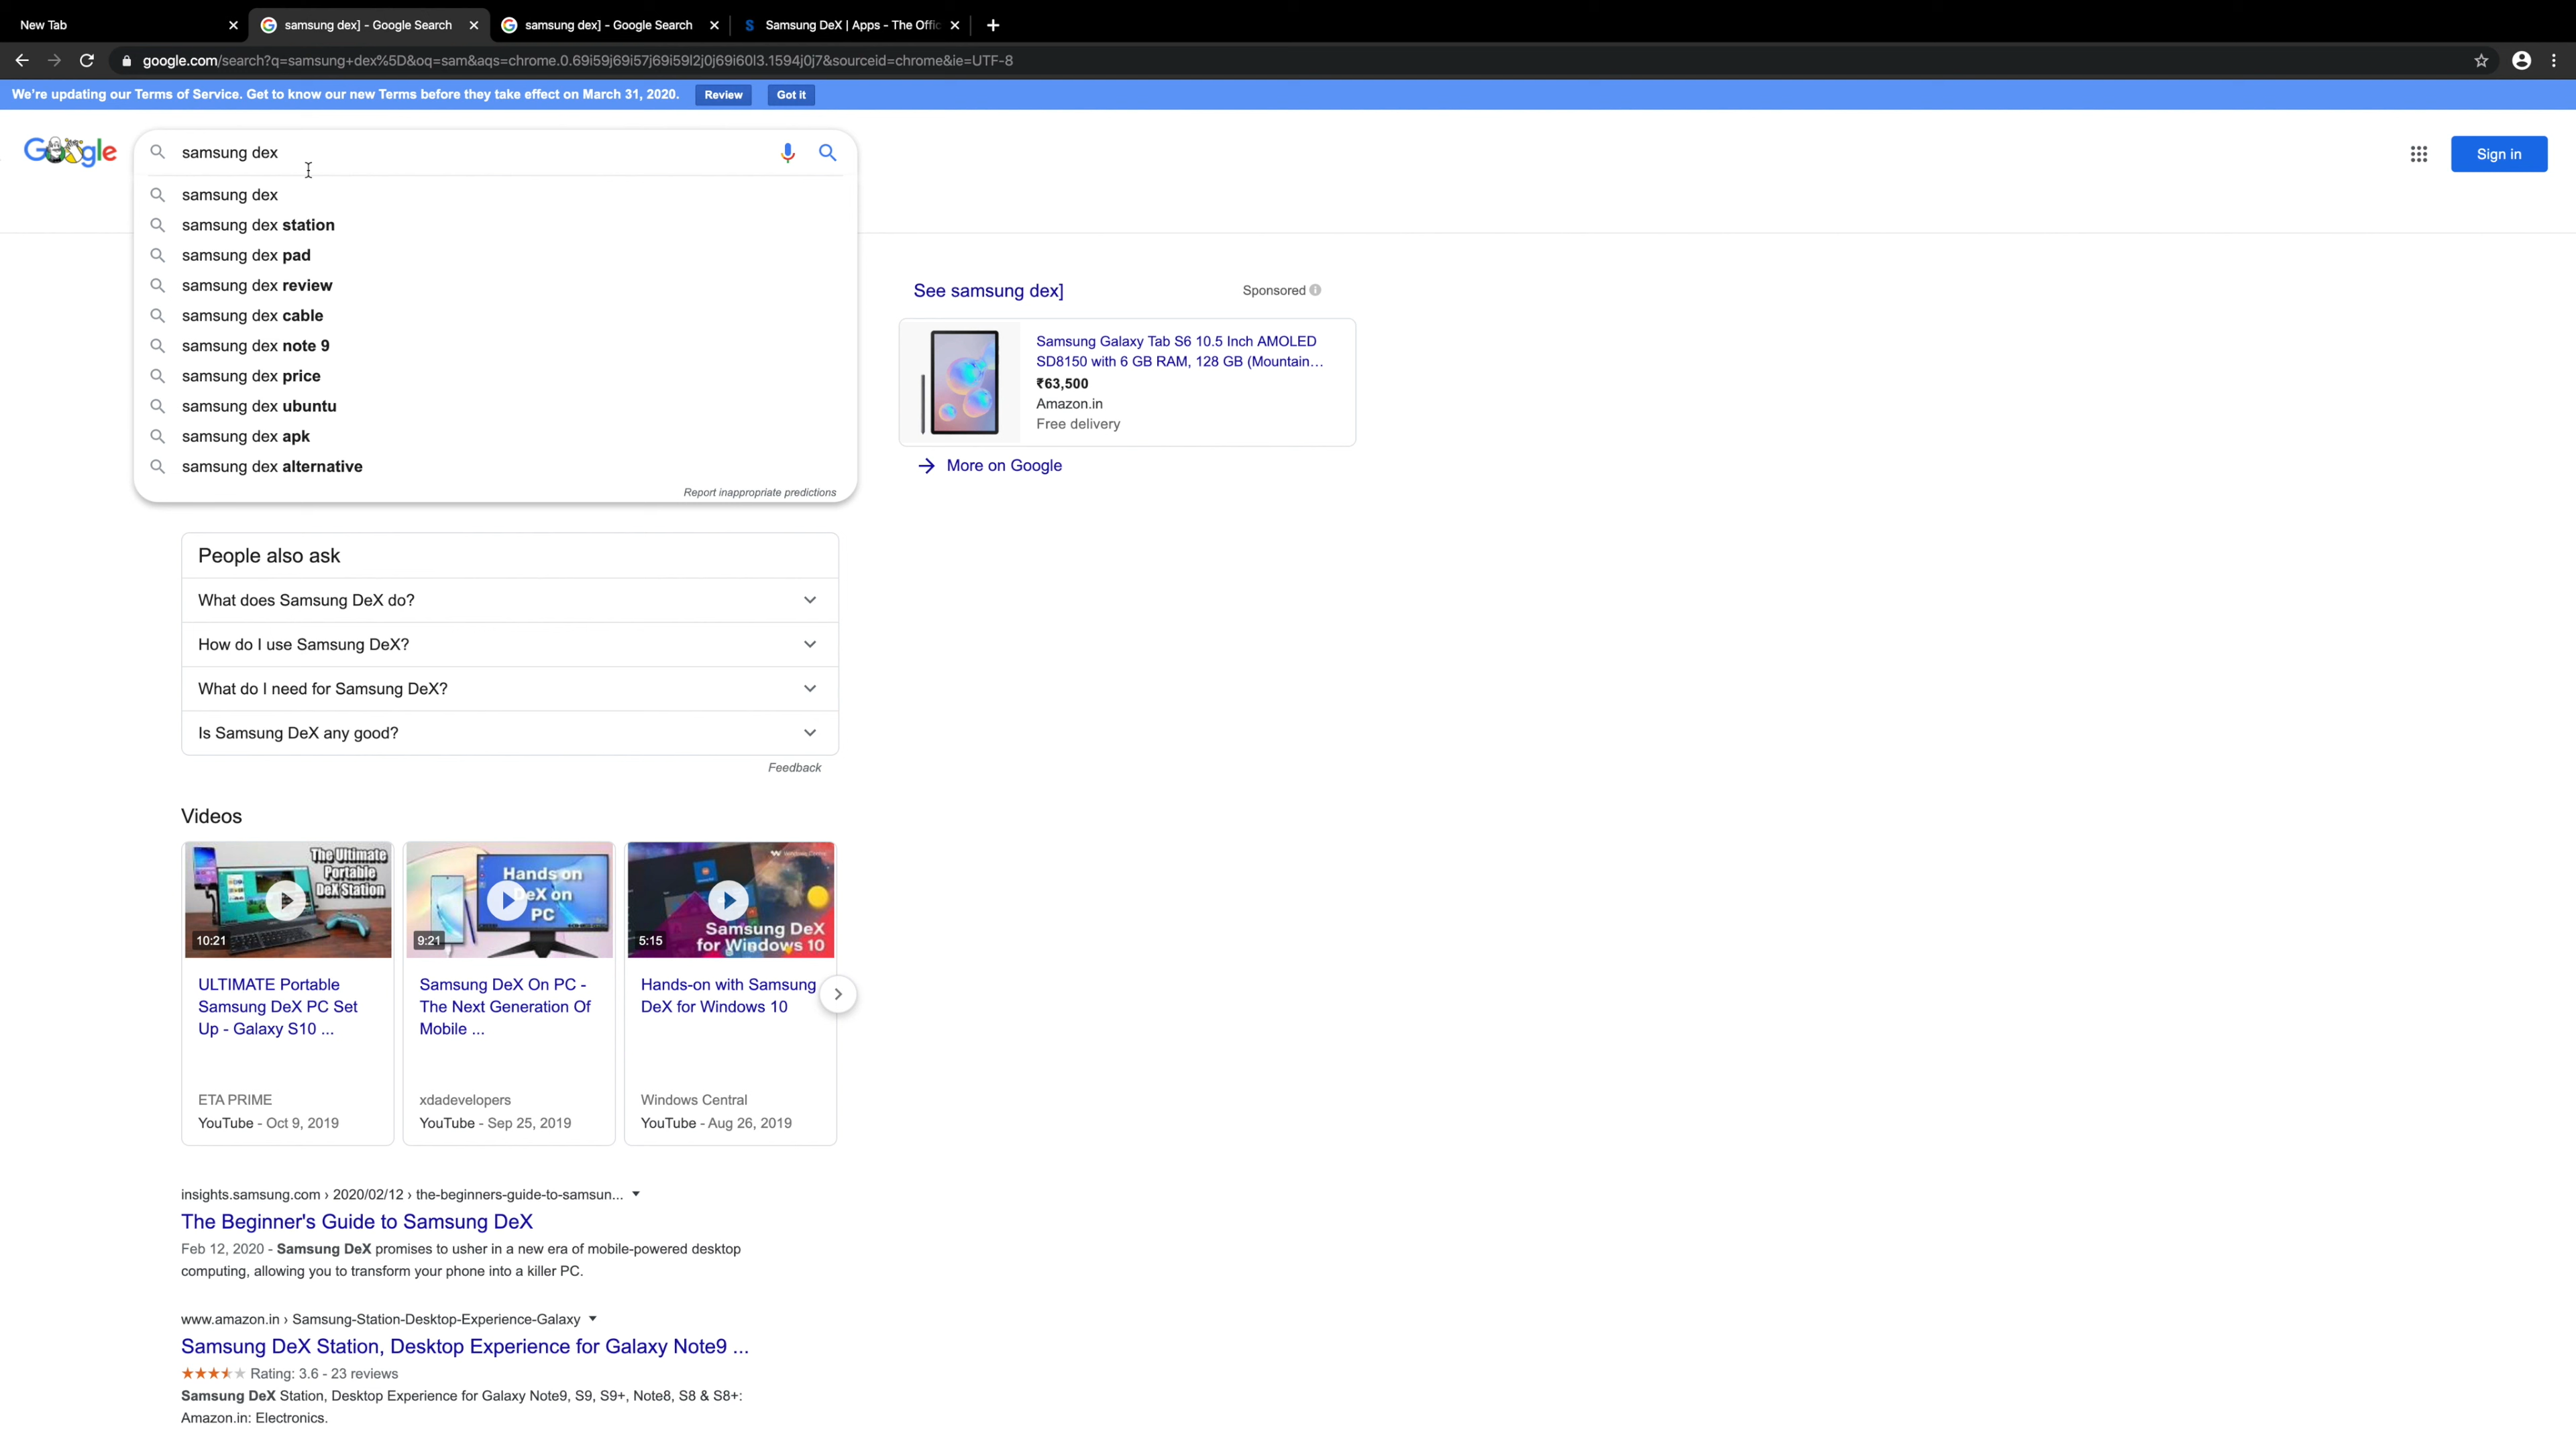 New Tab
samsung dex] - Google Search
samsung dex] - Google Search
Samsung DeX | Apps - The Offic
google.com/search?q=samsung+dex%5D&oq=sam&aqs=chrome.0.69i59j69i57j69i59l2j0j69i60l3.1594j0j7&sourceid=chrome&ie=UTF-8
We're updating our Terms of Service. Get to know our new Terms before they take effect on March 31, 2020. Review Got it
Google
samsung dex
Sign in
samsung dex
samsung dex station
samsung dex pad
samsung dex review
samsung dex cable
samsung dex note 9
samsung dex price
samsung dex ubuntu
samsung dex apk
samsung dex alternative
Report inappropriate predictions
See samsung dex]
Sponsored
Samsung Galaxy Tab S6 10.5 Inch AMOLED
SD8150 with 6 GB RAM, 128 GB (Mountain...
₹63,500
Amazon.in
Free delivery
More on Google
People also ask
What does Samsung DeX do?
How do I use Samsung DeX?
What do I need for Samsung DeX?
Is Samsung DeX any good?
Feedback
Videos
The Ultimate
Portable
DeX Station
10:21
ULTIMATE Portable
Samsung DeX PC Set
Up - Galaxy S10 ...
ETA PRIME
YouTube - Oct 9, 2019
Hands on
DeX on
PC
9:21
Samsung DeX On PC -
The Next Generation Of
Mobile ...
xdadevelopers
YouTube - Sep 25, 2019
Windows Central
Samsung DeX
for Windows 10
5:15
Hands-on with Samsung
DeX for Windows 10
Windows Central
YouTube - Aug 26, 2019
insights.samsung.com › 2020/02/12 › the-beginners-guide-to-samsun...
The Beginner's Guide to Samsung DeX
Feb 12, 2020 - Samsung DeX promises to usher in a new era of mobile-powered desktop
computing, allowing you to transform your phone into a killer PC.
www.amazon.in › Samsung-Station-Desktop-Experience-Galaxy
Samsung DeX Station, Desktop Experience for Galaxy Note9 ...
Rating: 3.6 - 23 reviews
Samsung DeX Station, Desktop Experience for Galaxy Note9, S9, S9+, Note8, S8 & S8+:
Amazon.in: Electronics.